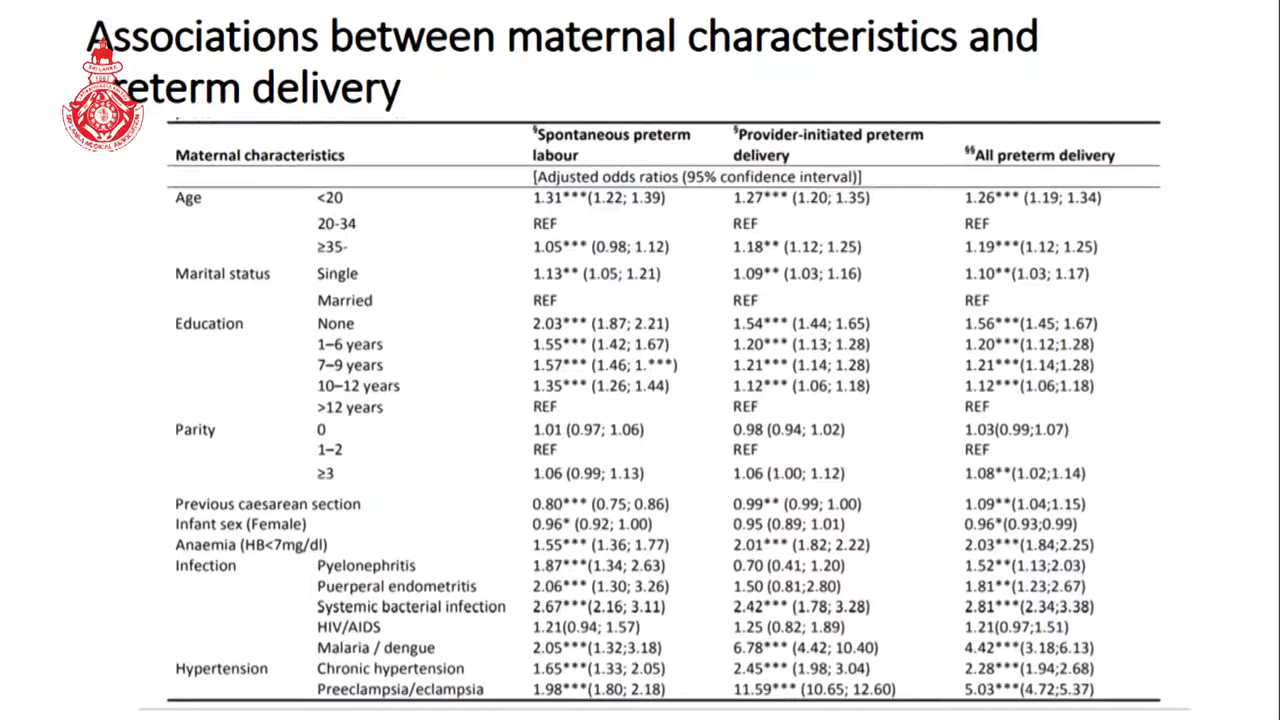 Associations between maternal characteristics and
reterm delivery
SRI LANKA
SRI LANKA MEDICAL ASSOCIATION
Maternal characteristics §Spontaneous preterm labour §Provider-initiated preterm delivery §§All preterm delivery
[Adjusted odds ratios (95% confidence interval)]
Age <20 1.31***(1.22; 1.39) 1.27*** (1.20; 1.35) 1.26*** (1.19; 1.34)
20-34 REF REF REF
≥35- 1.05*** (0.98; 1.12) 1.18** (1.12; 1.25) 1.19***(1.12; 1.25)
Marital status Single 1.13** (1.05; 1.21) 1.09** (1.03; 1.16) 1.10**(1.03; 1.17)
Married REF REF REF
Education None 2.03*** (1.87; 2.21) 1.54*** (1.44; 1.65) 1.56***(1.45; 1.67)
1–6 years 1.55*** (1.42; 1.67) 1.20*** (1.13; 1.28) 1.20***(1.12;1.28)
7–9 years 1.57*** (1.46; 1.***) 1.21*** (1.14; 1.28) 1.21***(1.14;1.28)
10–12 years 1.35*** (1.26; 1.44) 1.12*** (1.06; 1.18) 1.12***(1.06;1.18)
>12 years REF REF REF
Parity 0 1.01 (0.97; 1.06) 0.98 (0.94; 1.02) 1.03(0.99;1.07)
1–2 REF REF REF
≥3 1.06 (0.99; 1.13) 1.06 (1.00; 1.12) 1.08**(1.02;1.14)
Previous caesarean section 0.80*** (0.75; 0.86) 0.99** (0.99; 1.00) 1.09**(1.04;1.15)
Infant sex (Female) 0.96* (0.92; 1.00) 0.95 (0.89; 1.01) 0.96*(0.93;0.99)
Anaemia (HB<7mg/dl) 1.55*** (1.36; 1.77) 2.01*** (1.82; 2.22) 2.03***(1.84;2.25)
Infection Pyelonephritis 1.87***(1.34; 2.63) 0.70 (0.41; 1.20) 1.52**(1.13;2.03)
Puerperal endometritis 2.06*** (1.30; 3.26) 1.50 (0.81;2.80) 1.81**(1.23;2.67)
Systemic bacterial infection 2.67***(2.16; 3.11) 2.42*** (1.78; 3.28) 2.81***(2.34;3.38)
HIV/AIDS 1.21(0.94; 1.57) 1.25 (0.82; 1.89) 1.21(0.97;1.51)
Malaria / dengue 2.05***(1.32;3.18) 6.78*** (4.42; 10.40) 4.42***(3.18;6.13)
Hypertension Chronic hypertension 1.65***(1.33; 2.05) 2.45*** (1.98; 3.04) 2.28***(1.94;2.68)
Preeclampsia/eclampsia 1.98***(1.80; 2.18) 11.59*** (10.65; 12.60) 5.03***(4.72;5.37)